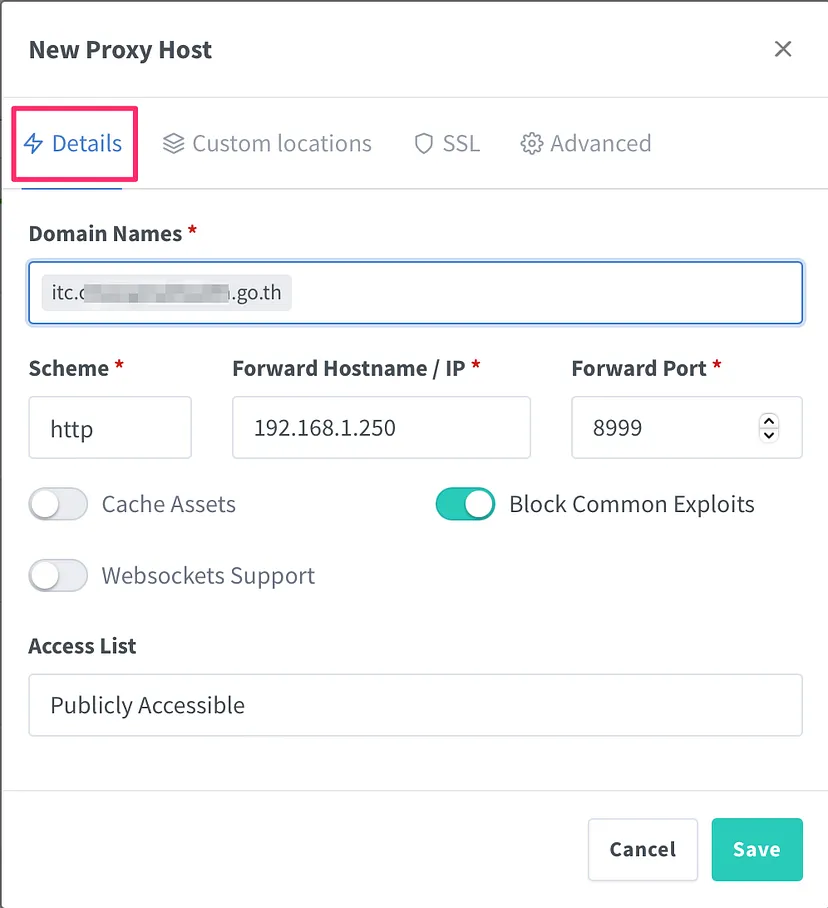 New Proxy Host
Details Custom locations SSL Advanced
Domain Names *
itc. .go.th
Scheme * Forward Hostname / IP * Forward Port *
http 192.168.1.250 8999
Cache Assets Block Common Exploits
Websockets Support
Access List
Publicly Accessible
Cancel Save